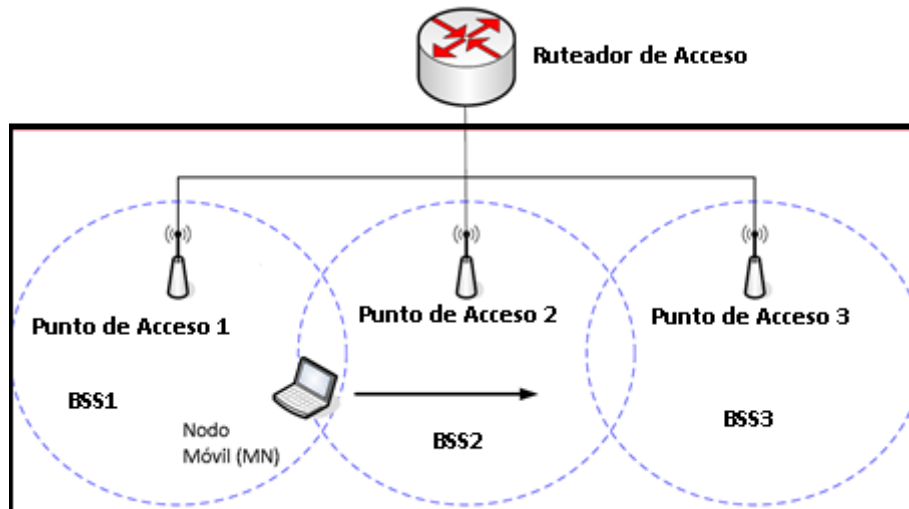 Ruteador de Acceso
Punto de Acceso 1
Punto de Acceso 2
Punto de Acceso 3
BSS1
Nodo
Móvil (MN)
BSS2
BSS3